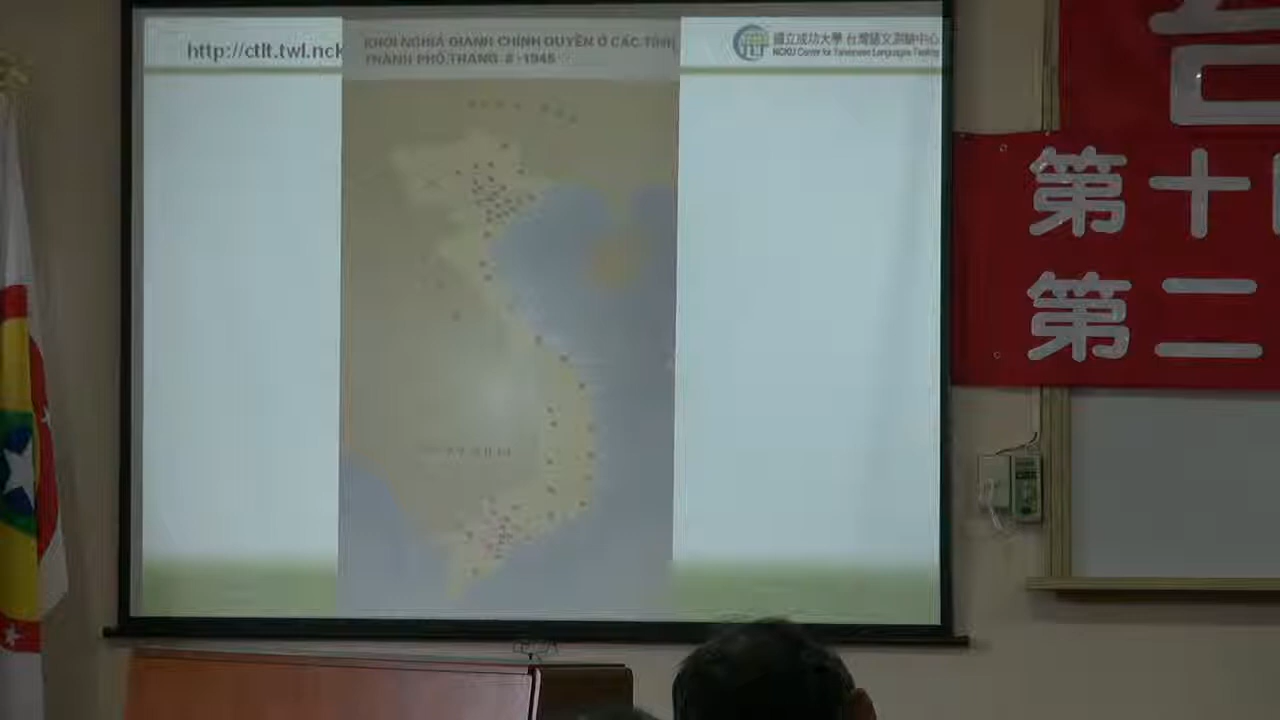 http://ctlt.twl.nck
KHỞI NGHĨA GIÀNH CHÍNH QUYỀN Ở CÁC TỈNH
THÀNH PHỐ, THÁNG 8-1945
國立成功大學 台灣語文測驗中心
NCKU Center for Taiwanese Languages Testing
台
第十
第二